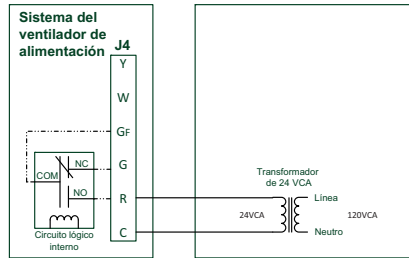 Sistema del
ventilador de
alimentación
J4
Y
W
GF
G
R
C
NC
COM
NO
Circuito lógico
interno
Transformador
de 24 VCA
Línea
24VCA
120VCA
Neutro